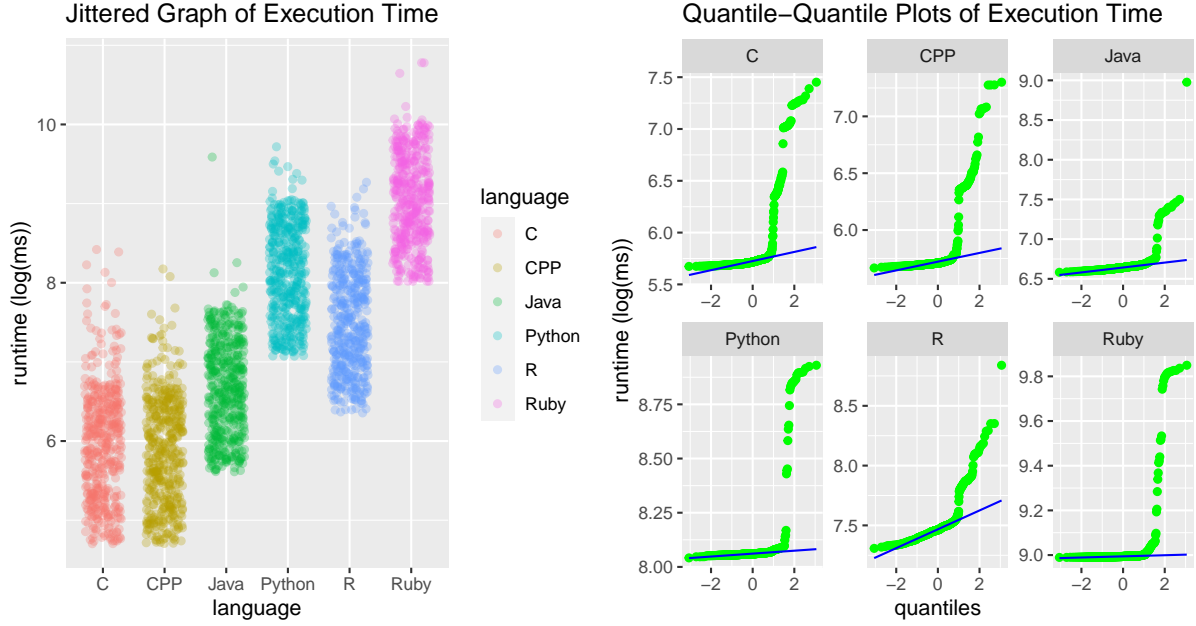 Jittered Graph of Execution Time
runtime (log(ms))
10
8
6
C
CPP
Java
Python
R
Ruby
language
language
C
CPP
Java
Python
R
Ruby
Quantile−Quantile Plots of Execution Time
runtime (log(ms))
C
7.5
7.0
6.5
6.0
5.5
−2
0
2
CPP
7.0
6.5
6.0
−2
0
2
Java
9.0
8.5
8.0
7.5
7.0
6.5
−2
0
2
Python
8.75
8.50
8.25
8.00
−2
0
2
R
8.5
8.0
7.5
−2
0
2
Ruby
9.8
9.6
9.4
9.2
9.0
−2
0
2
quantiles